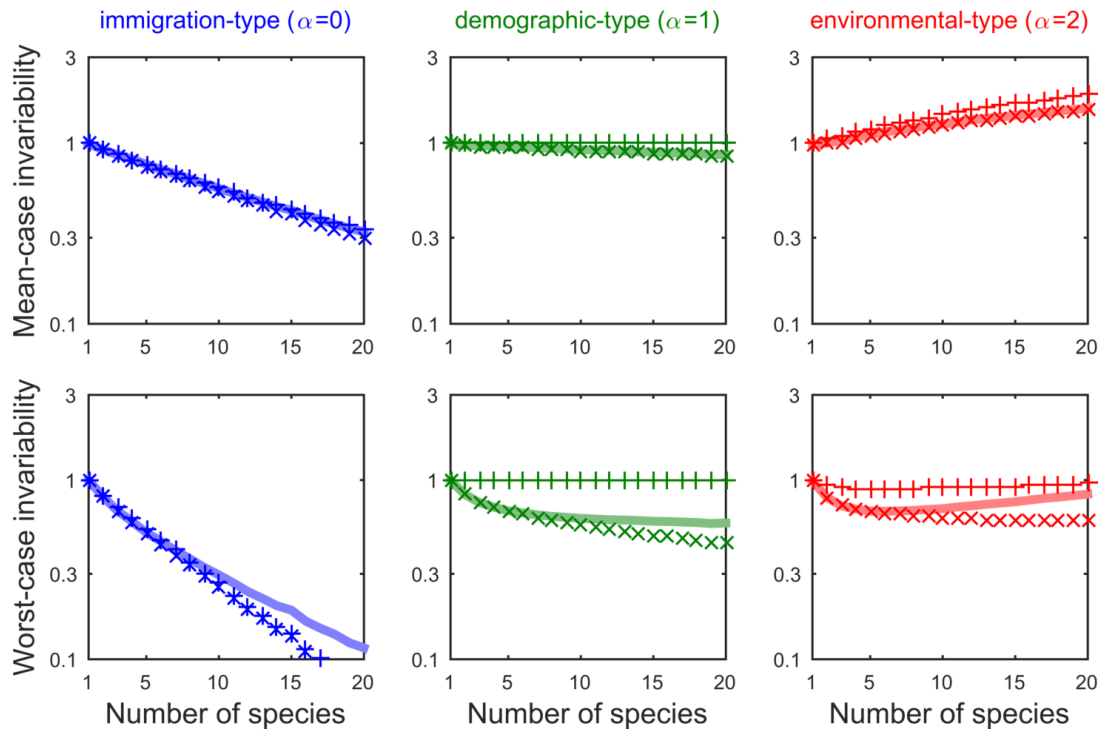 immigration-type (α=0) demographic-type (α=1) environmental-type (α=2)
Mean-case invariability
3 3 3
1 1 1
0.3 0.3 0.3
0.1 0.1 0.1
1 5 10 15 20 1 5 10 15 20 1 5 10 15 20
Worst-case invariability
3 3 3
1 1 1
0.3 0.3 0.3
0.1 0.1 0.1
1 5 10 15 20 1 5 10 15 20 1 5 10 15 20
Number of species Number of species Number of species